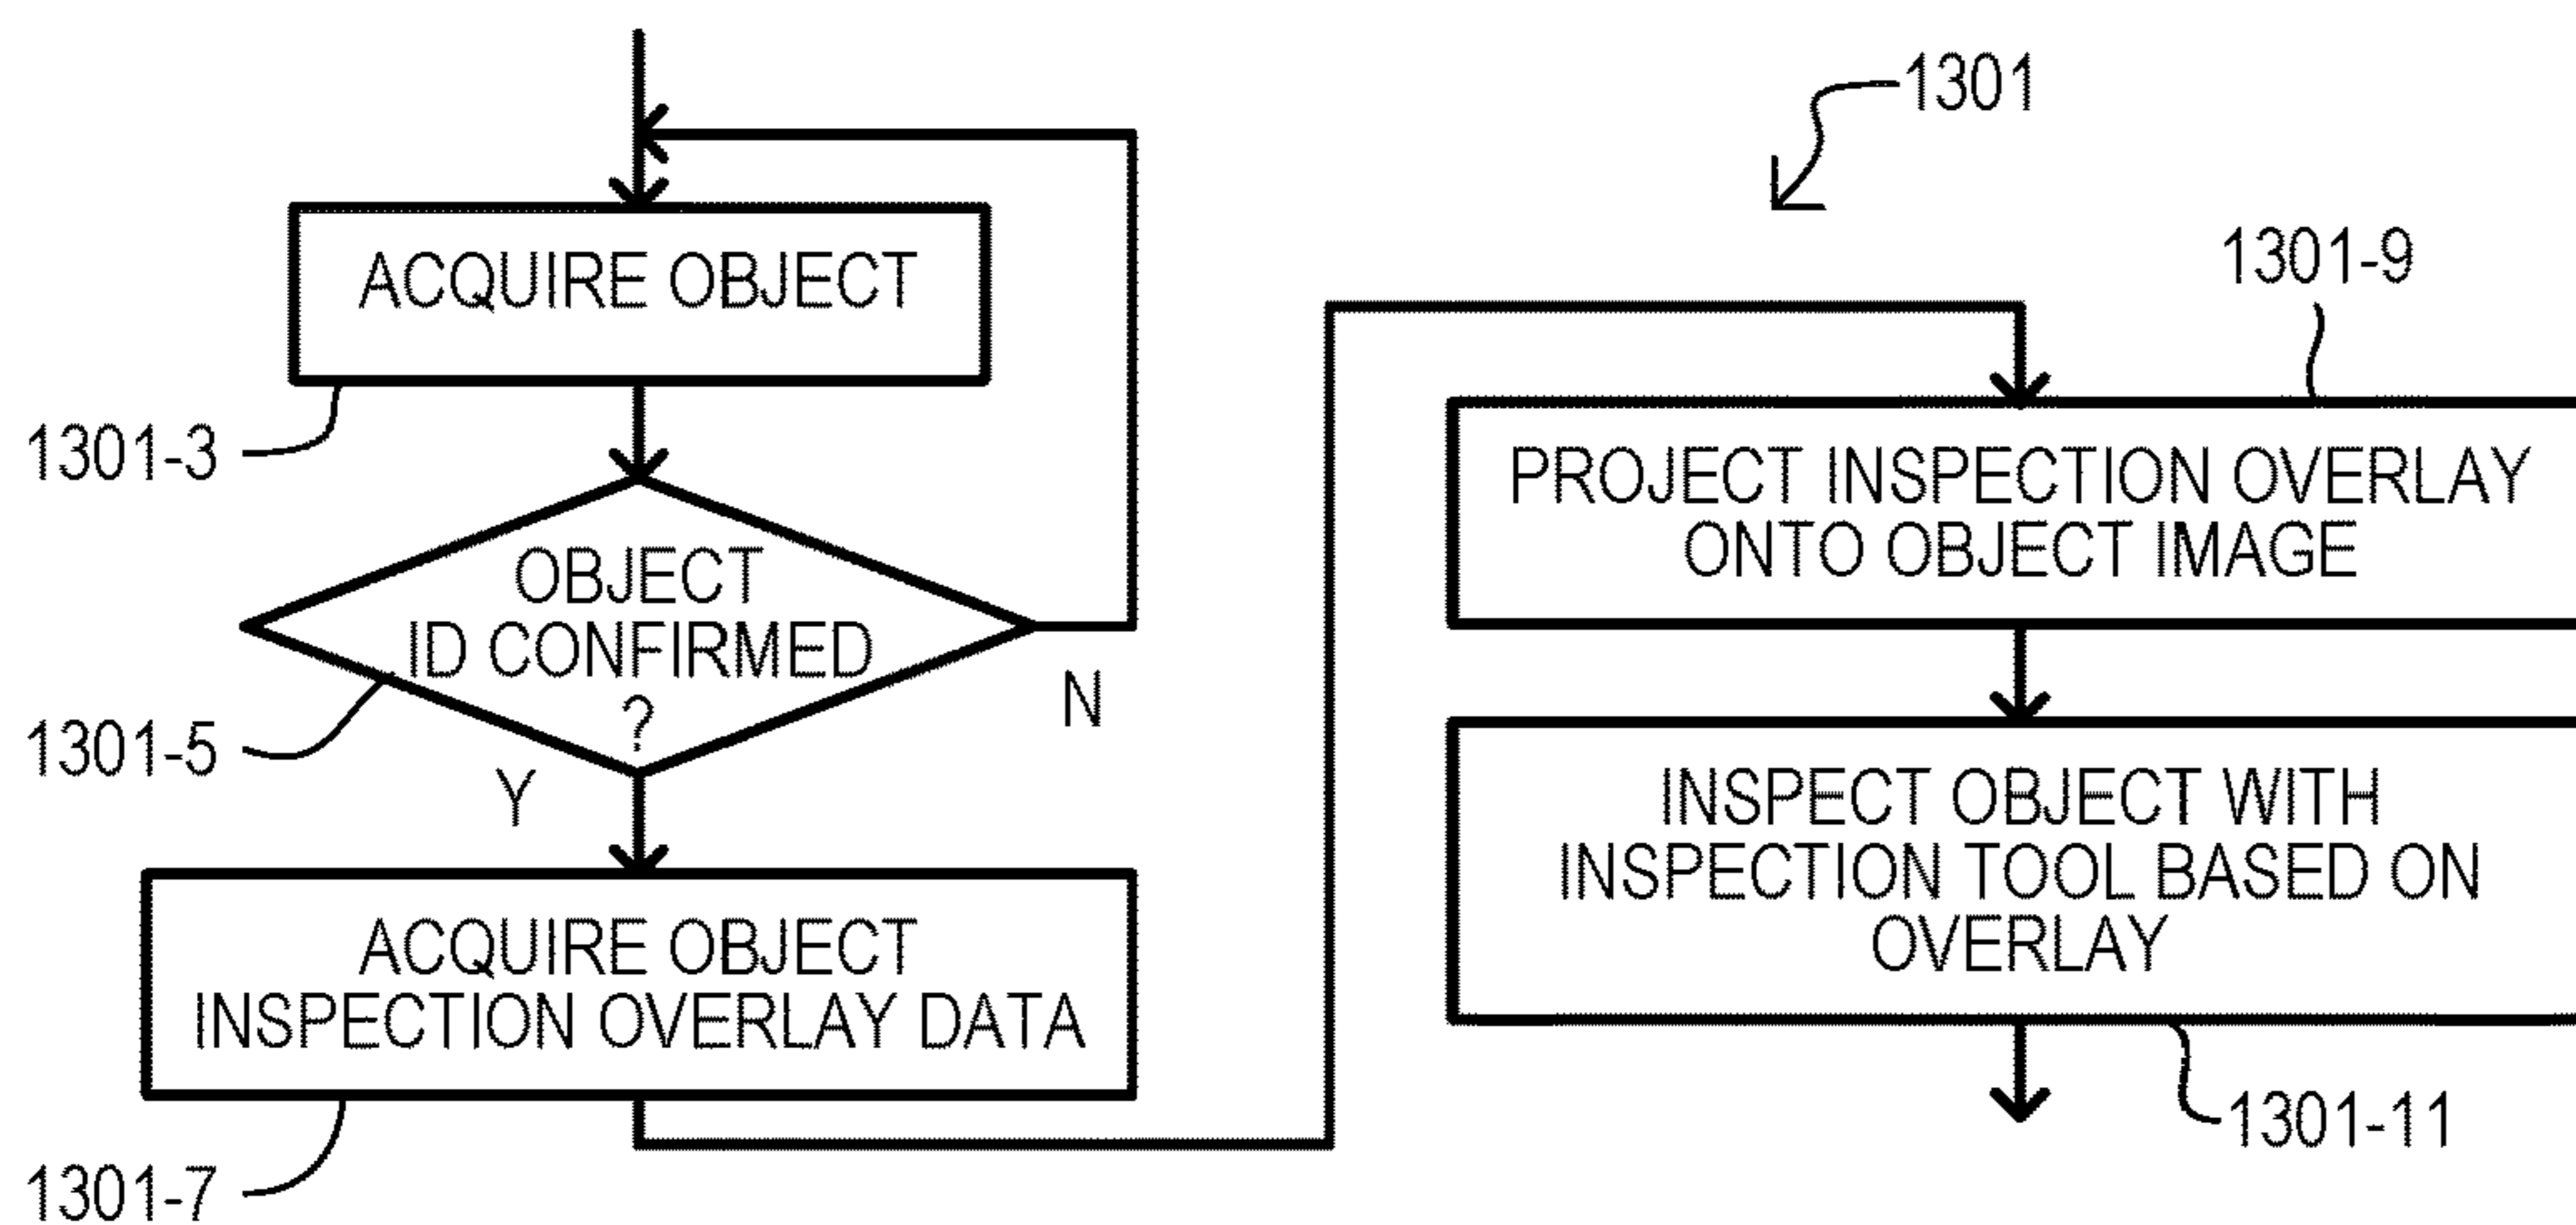 1301
ACQUIRE OBJECT
1301-3
OBJECT
ID CONFIRMED
?
1301-5
N
Y
ACQUIRE OBJECT
INSPECTION OVERLAY DATA
1301-7
1301-9
PROJECT INSPECTION OVERLAY
ONTO OBJECT IMAGE
INSPECT OBJECT WITH
INSPECTION TOOL BASED ON
OVERLAY
1301-11